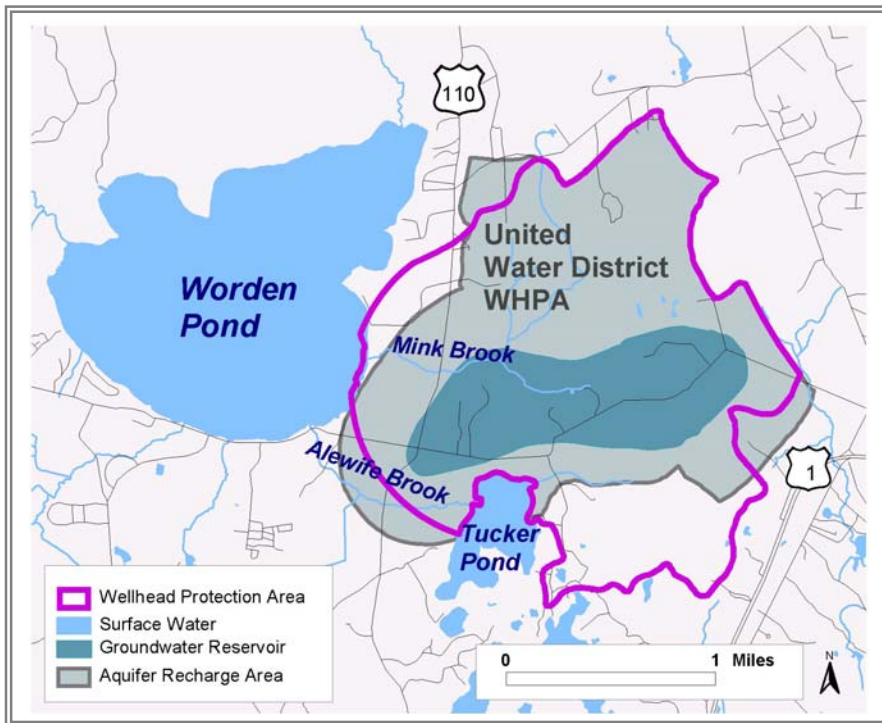 110
United
Water District
WHPA
Worden
Pond
Mink Brook
Alewife Brook
1
Tucker
Pond
Wellhead Protection Area
Surface Water
Groundwater Reservoir
Aquifer Recharge Area
0 1 Miles
N